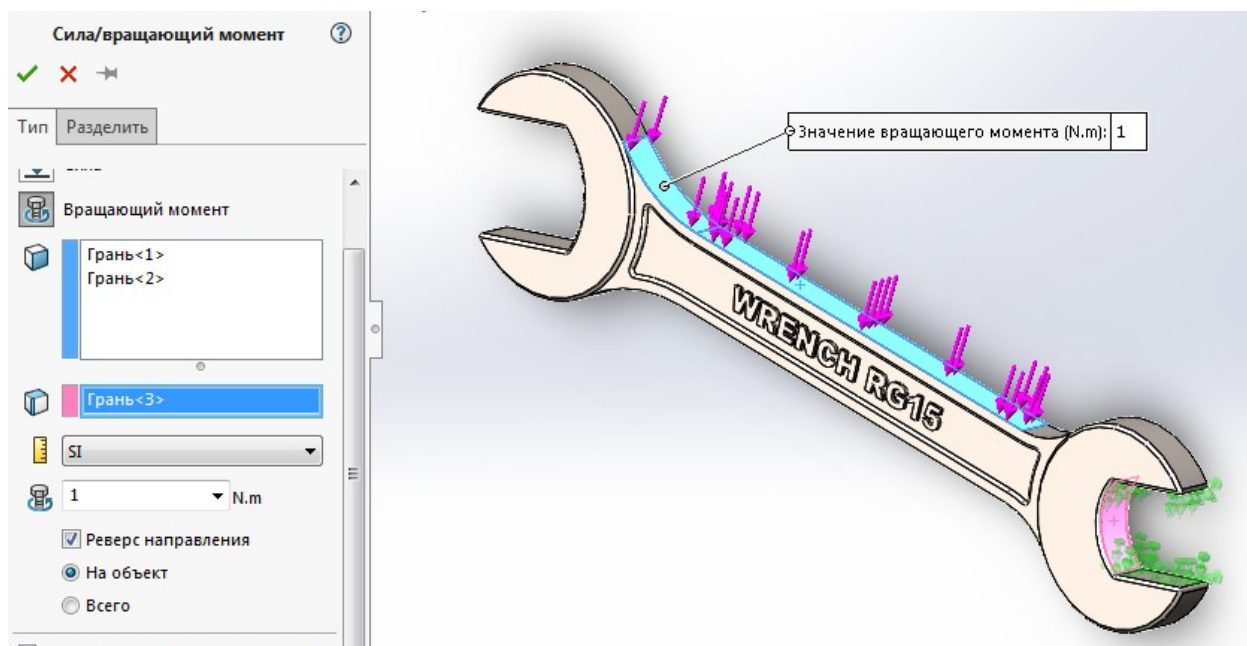 Сила/вращающий момент
Тип Разделить
Вращающий момент
Грань<1>
Грань<2>
Грань<3>
SI
1 N.m
Реверс направления
На объект
Всего
Значение вращающего момента (N.m): 1
WRENCH RG15